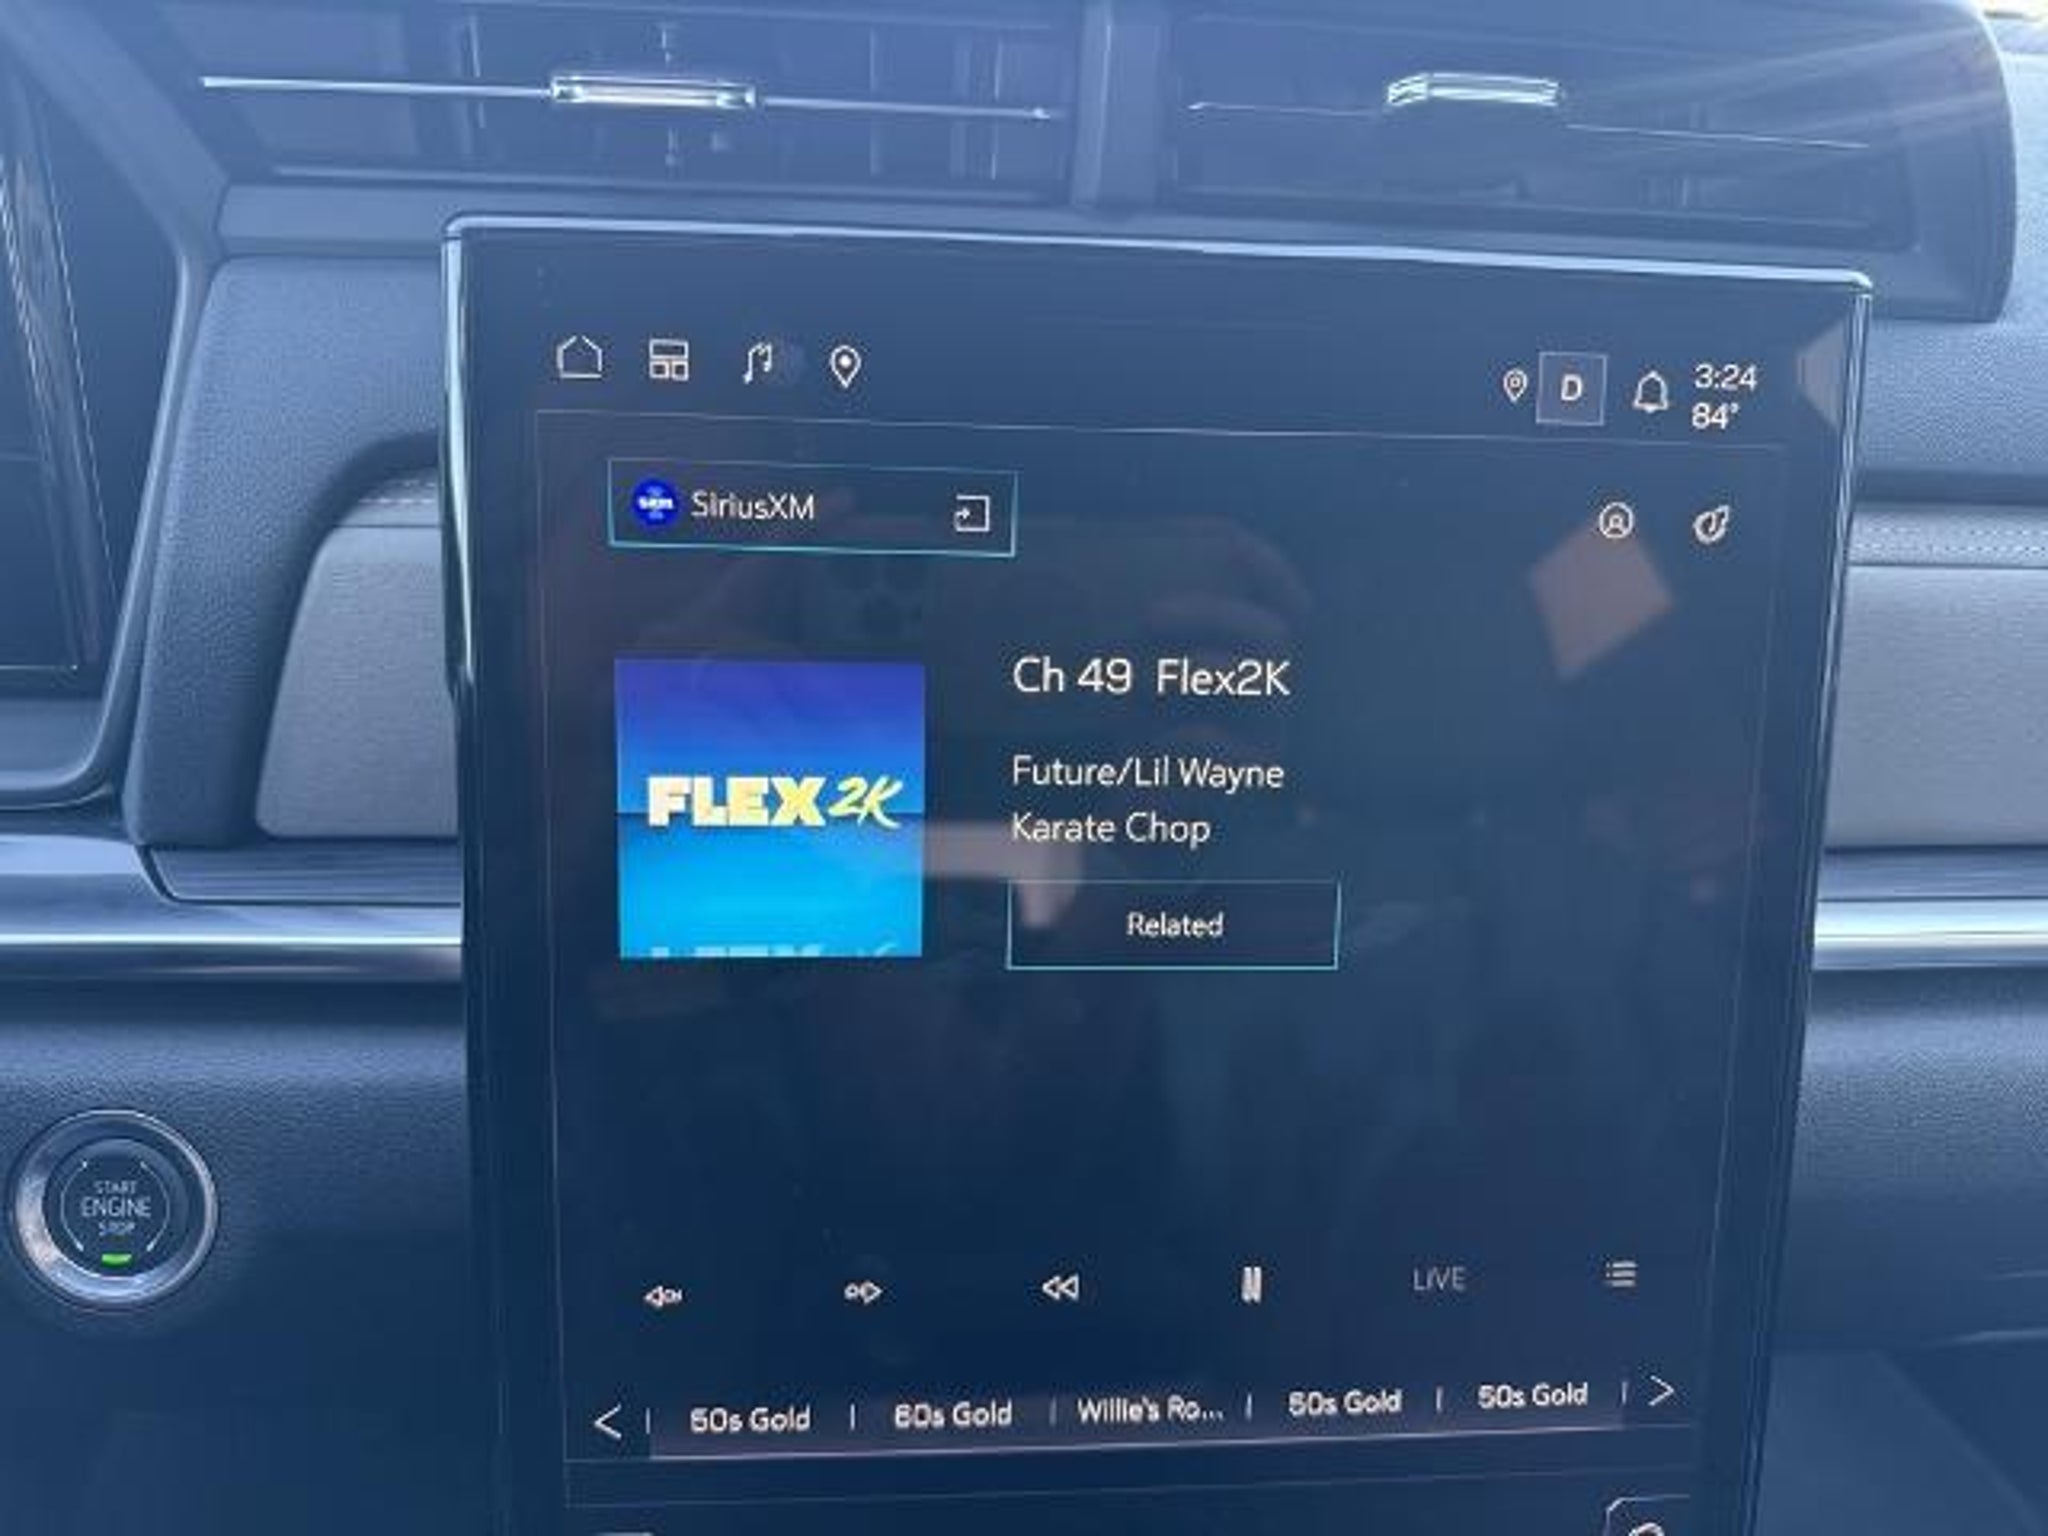 D
3:24
84°
SiriusXM
Ch 49 Flex2K
FLEX 2K
Future/Lil Wayne
Karate Chop
Related
START
ENGINE
STOP
LIVE
50s Gold | 60s Gold | Willie's Ro... | 50s Gold | 50s Gold